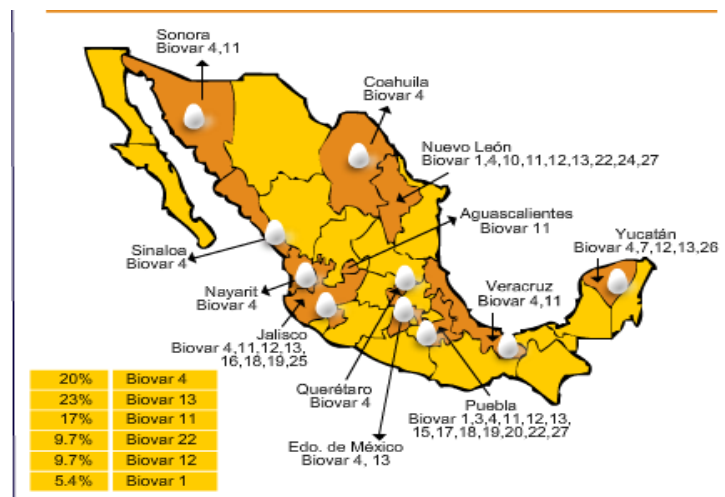 Sonora
Biovar 4,11
Coahuila
Biovar 4
Nuevo León
Biovar 1,4,10,11,12,13,22,24,27
Aguascalientes
Biovar 11
Yucatán
Biovar 4,7,12,13,26
Sinaloa
Biovar 4
Nayarit
Biovar 4
Veracruz
Biovar 4,11
Jalisco
Biovar 4,11,12,13,
16,18,19,25
Querétaro
Biovar 4
Puebla
Biovar 1,3,4,11,12,13,
15,17,18,19,20,22,27
Edo. de México
Biovar 4, 13
20% Biovar 4
23% Biovar 13
17% Biovar 11
9.7% Biovar 22
9.7% Biovar 12
5.4% Biovar 1